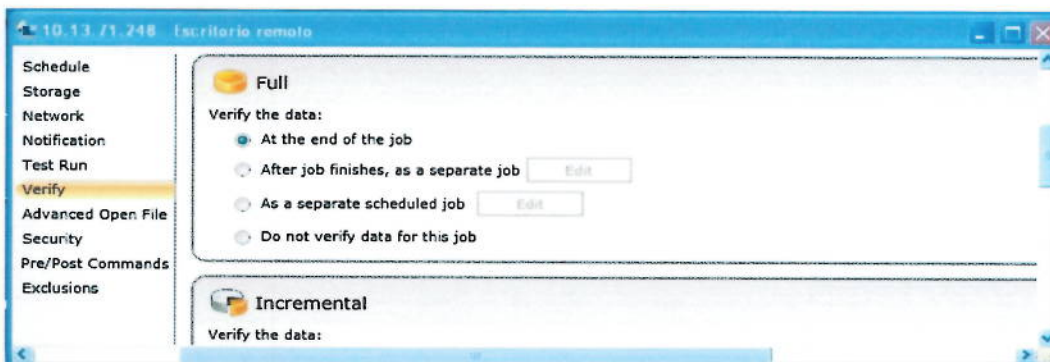 10.13.71.248 Escritorio remoto
Schedule
Storage
Network
Notification
Test Run
Verify
Advanced Open File
Security
Pre/Post Commands
Exclusions
Full
Verify the data:
At the end of the job
After job finishes, as a separate job Edit
As a separate scheduled job Edit
Do not verify data for this job
Incremental
Verify the data: